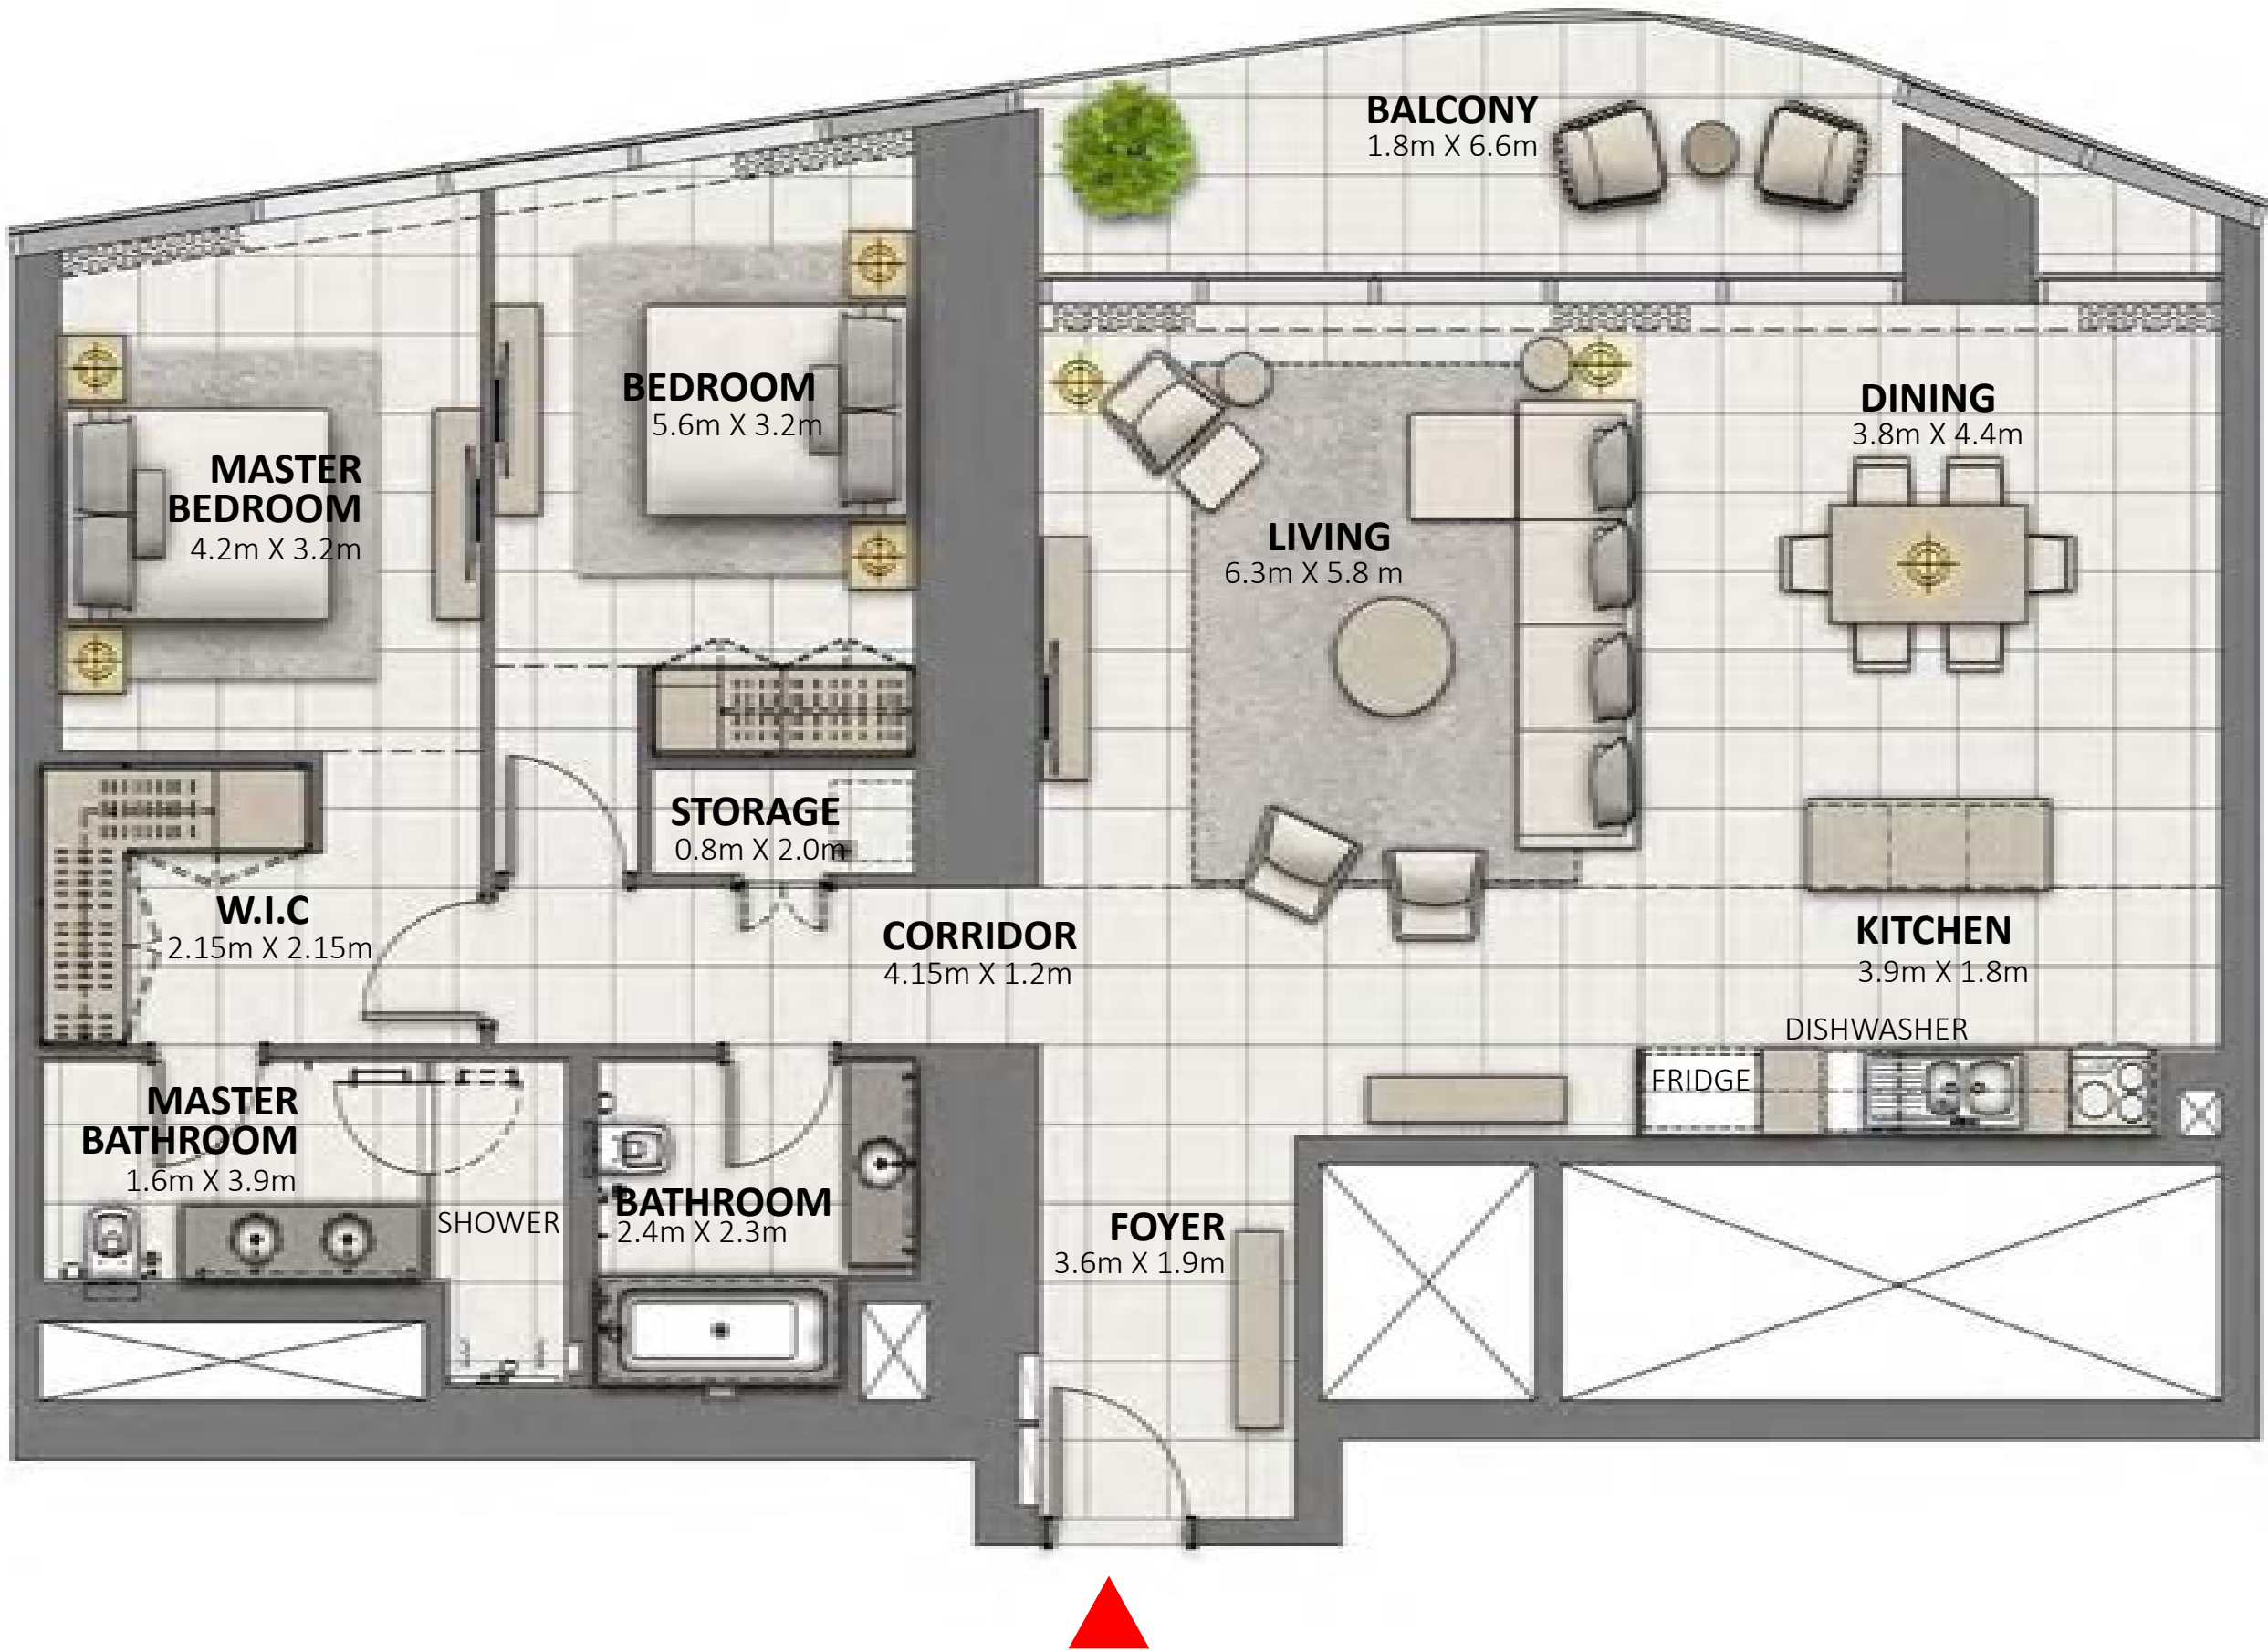 BALCONY
1.8m X 6.6m
BEDROOM
5.6m X 3.2m
MASTER
BEDROOM
4.2m X 3.2m
LIVING
6.3m X 5.8 m
DINING
3.8m X 4.4m
STORAGE
0.8m X 2.0m
W.I.C
2.15m X 2.15m
CORRIDOR
4.15m X 1.2m
KITCHEN
3.9m X 1.8m
DISHWASHER
FRIDGE
MASTER
BATHROOM
1.6m X 3.9m
SHOWER
BATHROOM
2.4m X 2.3m
FOYER
3.6m X 1.9m